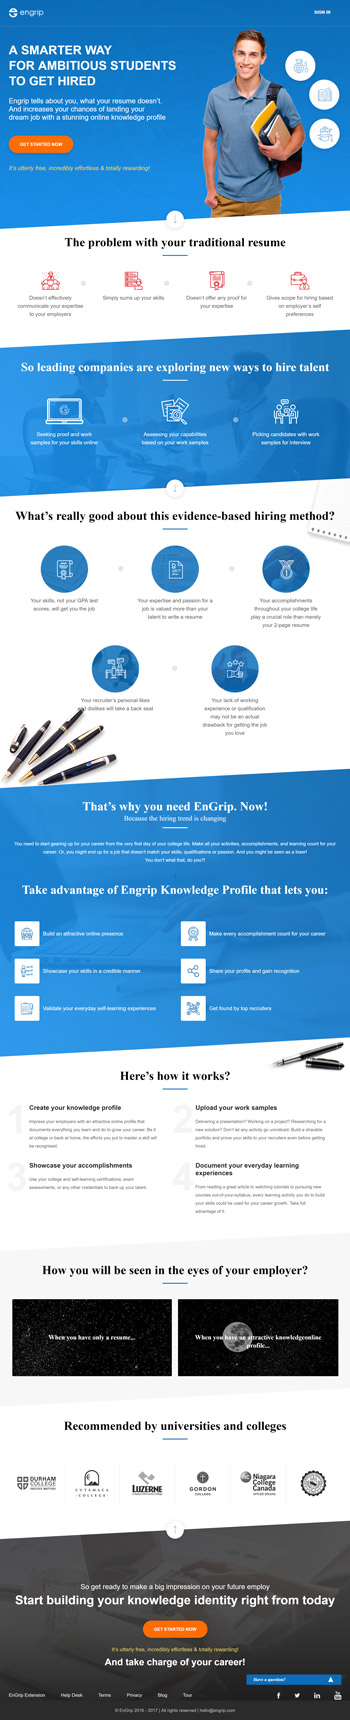 engrip
SIGN IN
A SMARTER WAY
FOR AMBITIOUS STUDENTS
TO GET HIRED
Engrip tells about you, what your resume doesn't.
And increases your chances of landing your
dream job with a stunning online knowledge profile
GET STARTED NOW
It's utterly free, incredibly effortless & totally rewarding!
The problem with your traditional resume
Doesn't effectively
communicate your expertise
to your employers
Simply sums up your skills
Doesn't offer any proof for
your expertise
Gives scope for hiring based
on employer's self
preferences
So leading companies are exploring new ways to hire talent
Seeking proof and work
samples for your skills online
Assessing your capabilities
based on your work samples
Picking candidates with work
samples for interview
What's really good about this evidence-based hiring method?
Your skills, not your GPA test
scores, will get you the job
Your expertise and passion for a
job is valued more than your
talent to write a resume
Your accomplishments
throughout your college life
play a crucial role than merely
your 2-page resume
Your recruiter's personal likes
and dislikes will take a back seat
Your lack of working
experience or qualification
may not be an actual
drawback for getting the job
you love
That's why you need EnGrip. Now!
Because the hiring trend is changing
You need to start gearing up for your career from the very first day of your college life. Make all your activities, accomplishments, and learning count for your
career. Or, you might end up for a job that doesn't match your skills, qualifications or passion. And you might be seen as a loser!
You don't what that, do you?!
Take advantage of Engrip Knowledge Profile that lets you:
Build an attractive online presence
Make every accomplishment count for your career
Showcase your skills in a credible manner
Share your profile and gain recognition
Validate your everyday self-learning experiences
Get found by top recruiters
Here's how it works?
1
Create your knowledge profile
Impress your employers with an attractive online profile that
documents everything you learn and do to grow your career. Be it
at college or back at home, the efforts you put to master a skill will
be recognised.
2
Upload your work samples
Delivering a presentation? Working on a project? Researching for a
new solution? Don't let any activity go unnoticed. Build a sharable
portfolio and prove your skills to your recruiters even before getting
hired.
3
Showcase your accomplishments
Use your college and self-learning certifications, exam
assessments, or any other credentials to back up your talent.
4
Document your everyday learning
experiences
From reading a great article to watching tutorials to pursuing new
courses out-of-your-syllabus, every learning activity you do to build
your skills could be used for your career growth. Take full
advantage of it.
How you will be seen in the eyes of your employer?
When you have only a resume...
When you have an attractive knowledgeonline
profile...
Recommended by universities and colleges
DURHAM
COLLEGE
SUCCESS MATTERS
CUYAMACA
COLLEGE
LUZERNE
GORDON
COLLEGE
Niagara
College
Canada
So get ready to make a big impression on your future employ
Start building your knowledge identity right from today
GET STARTED NOW
It's utterly free, incredibly effortless & totally rewarding!
And take charge of your career!
Have a question?
EnGrip Extension
Help Desk
Terms
Privacy
Blog
Tour
© EnGrip 2016 - 2017 | All rights reserved | hello@engrip.com